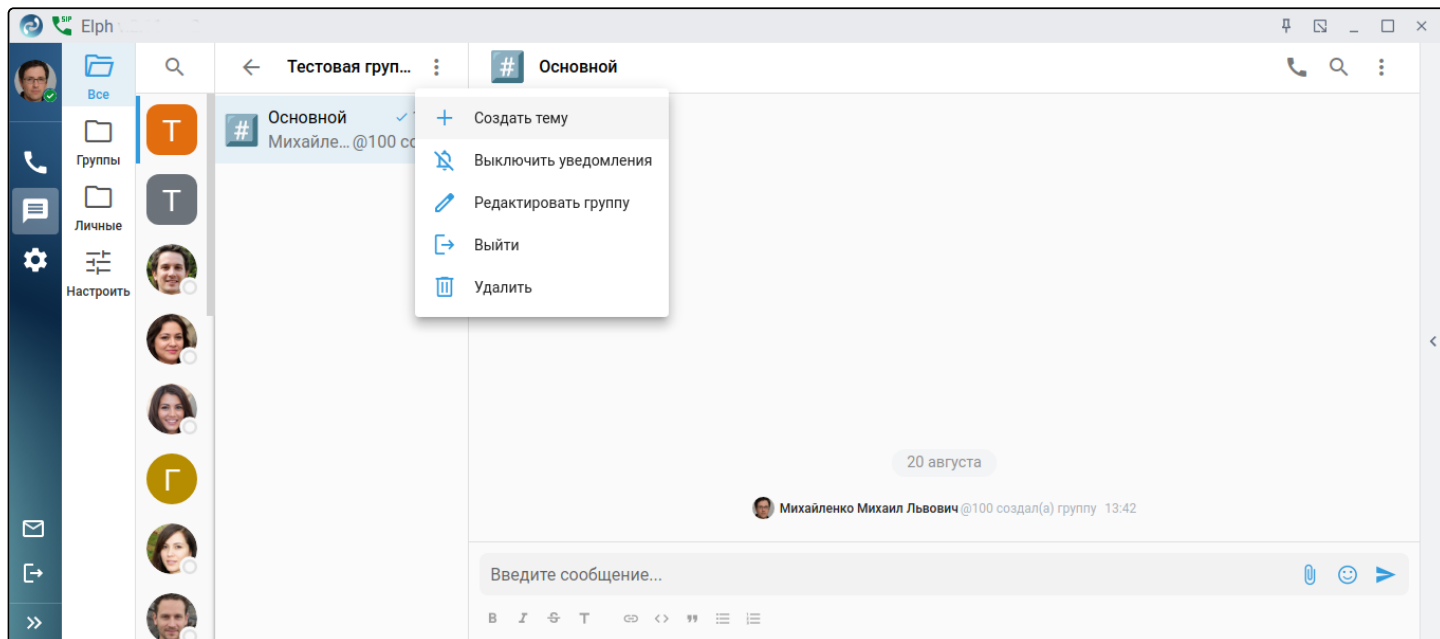 SIP
Elph
Все
Группы
Личные
Настроить
Т
Т
Г
Тестовая груп...
Основной
Михайле... @100 со
Создать тему
Выключить уведомления
Редактировать группу
Выйти
Удалить
# Основной
20 августа
Михайленко Михаил Львович @100 создал(а) группу 13:42
Введите сообщение...
B I S T